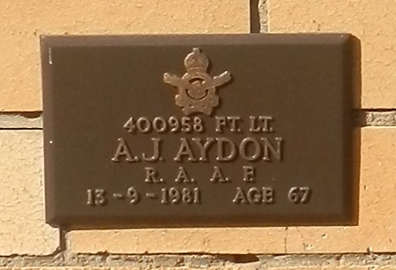 400958 FT. LT.
A.J AYDON
R. A. A. F.
13-9-1981 AGE 67